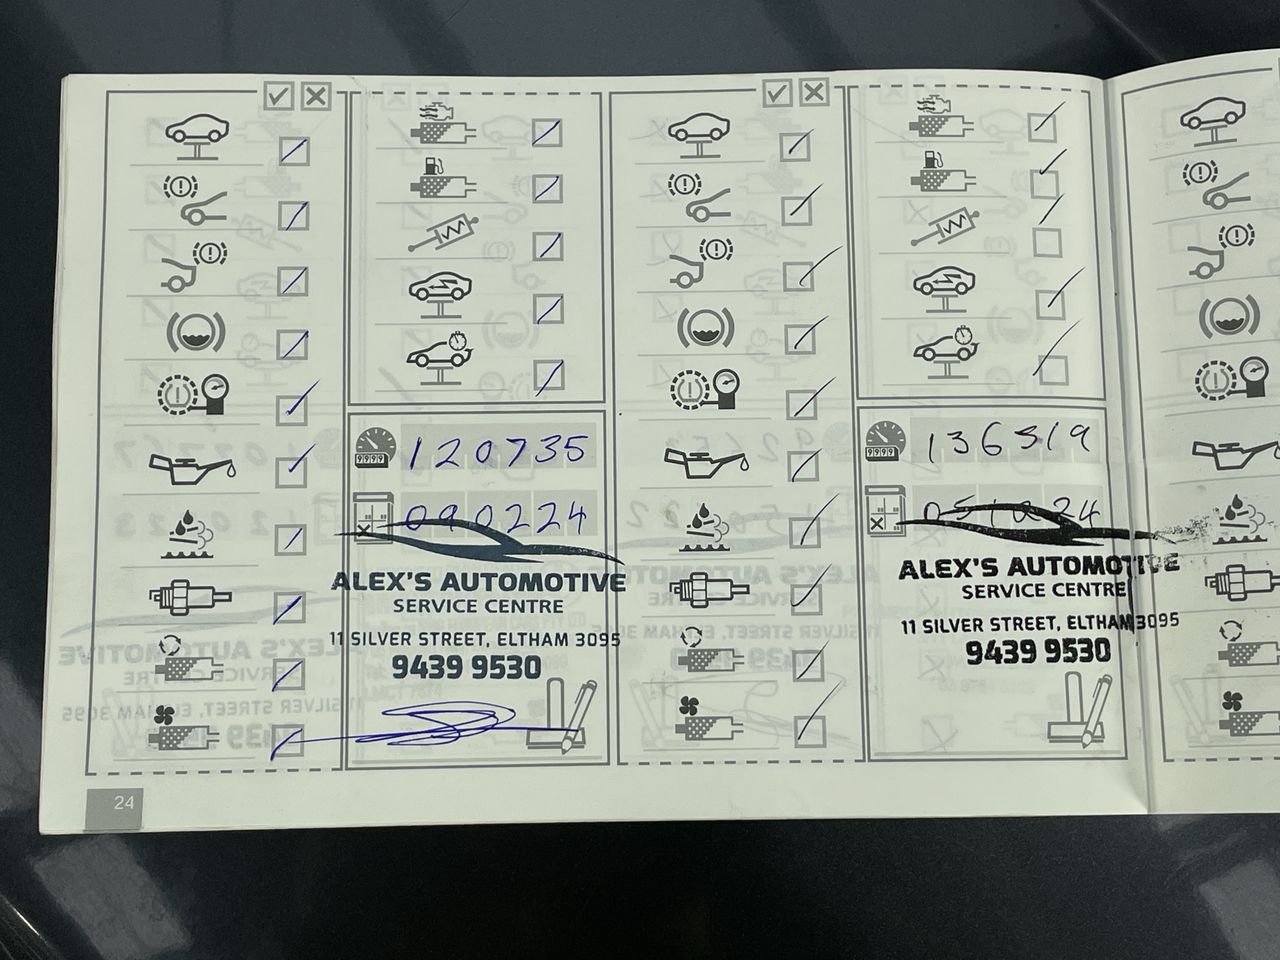 120735
090224
ALEX'S AUTOMOTIVE
SERVICE CENTRE
11 SILVER STREET, ELTHAM 3095
9439 9530
136519
051024
ALEX'S AUTOMOTIVE
SERVICE CENTRE
11 SILVER STREET, ELTHAM 3095
9439 9530
24